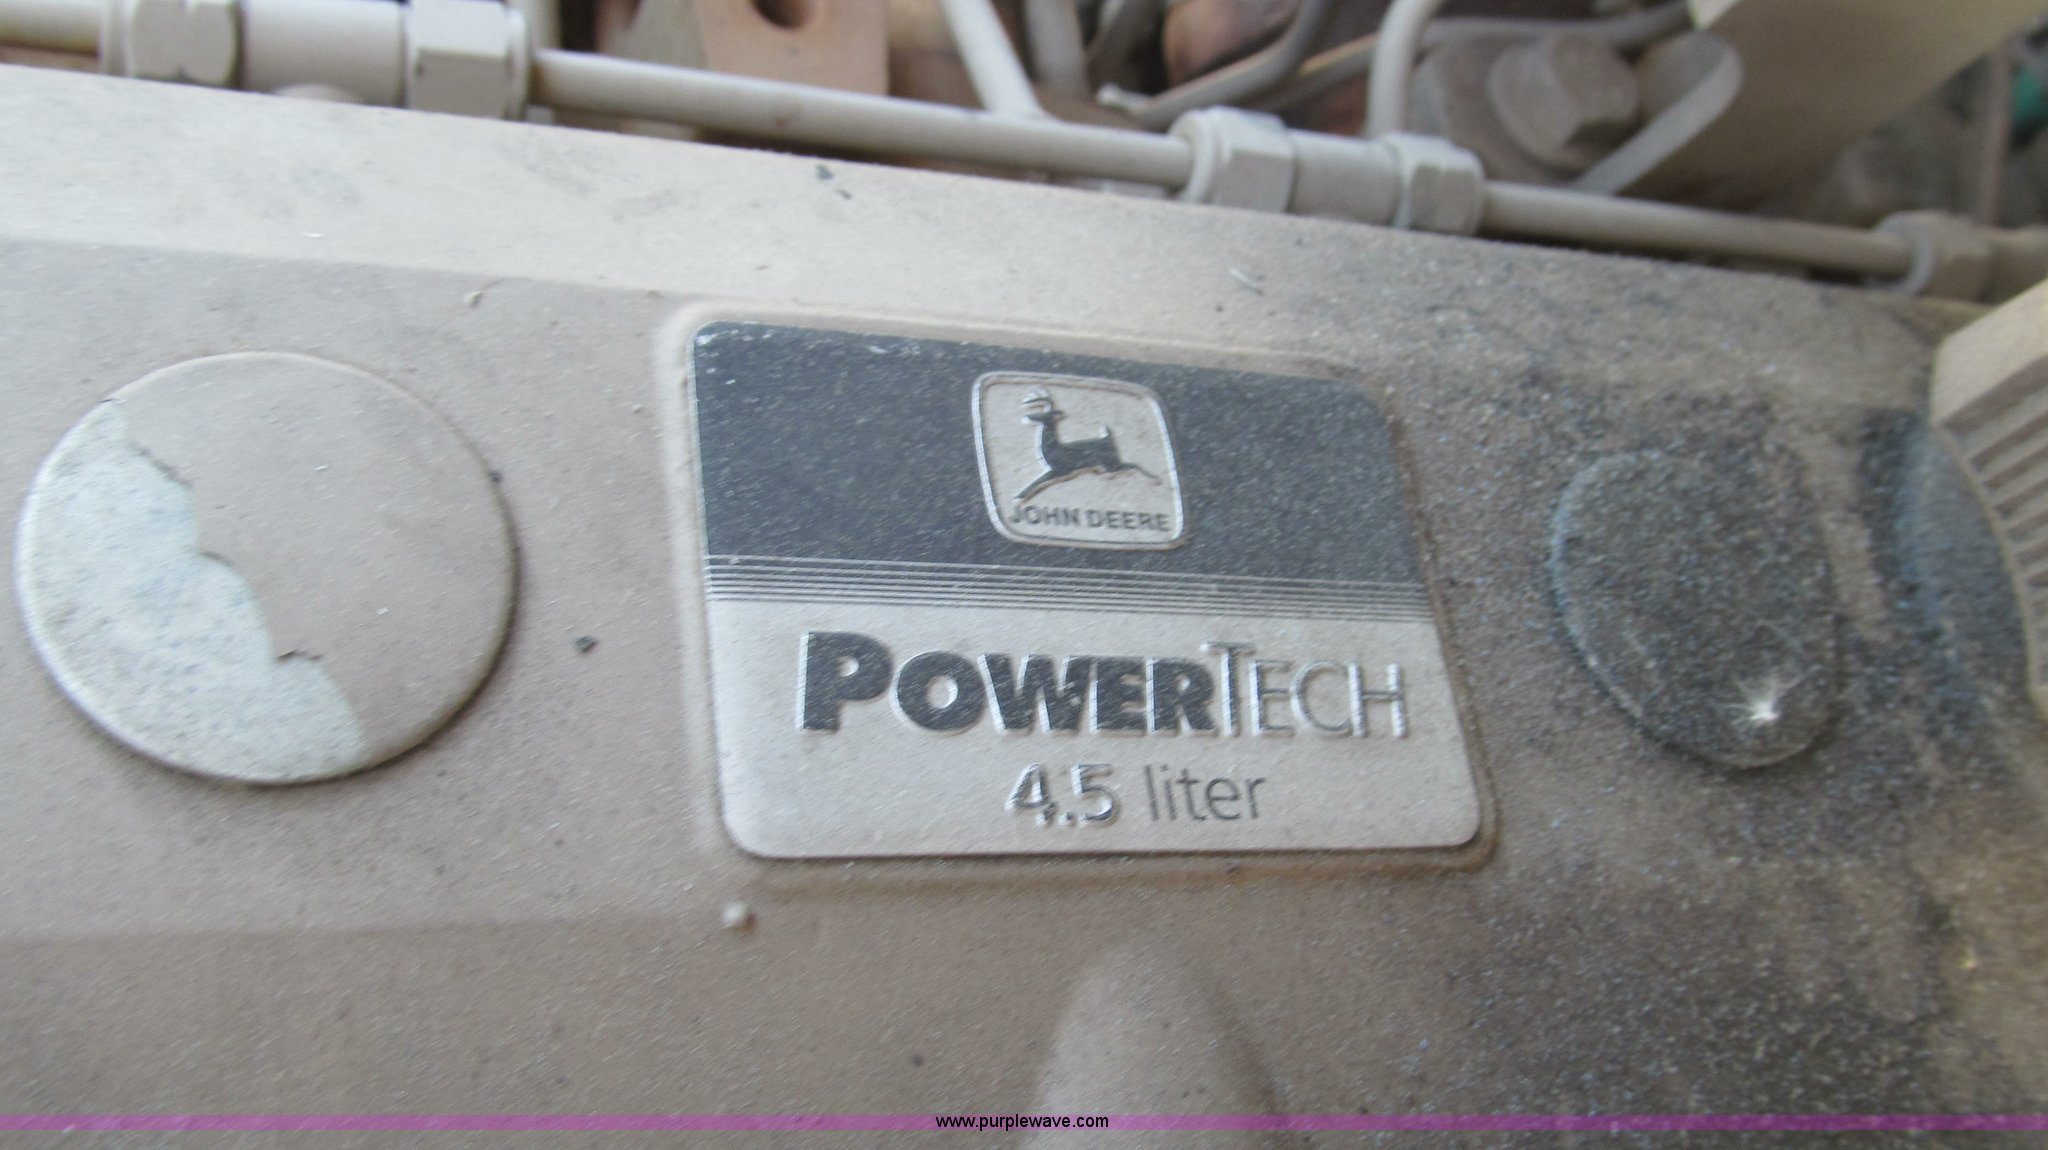 JOHN DEERE
POWERTECH
4.5 liter
www.purplewave.com